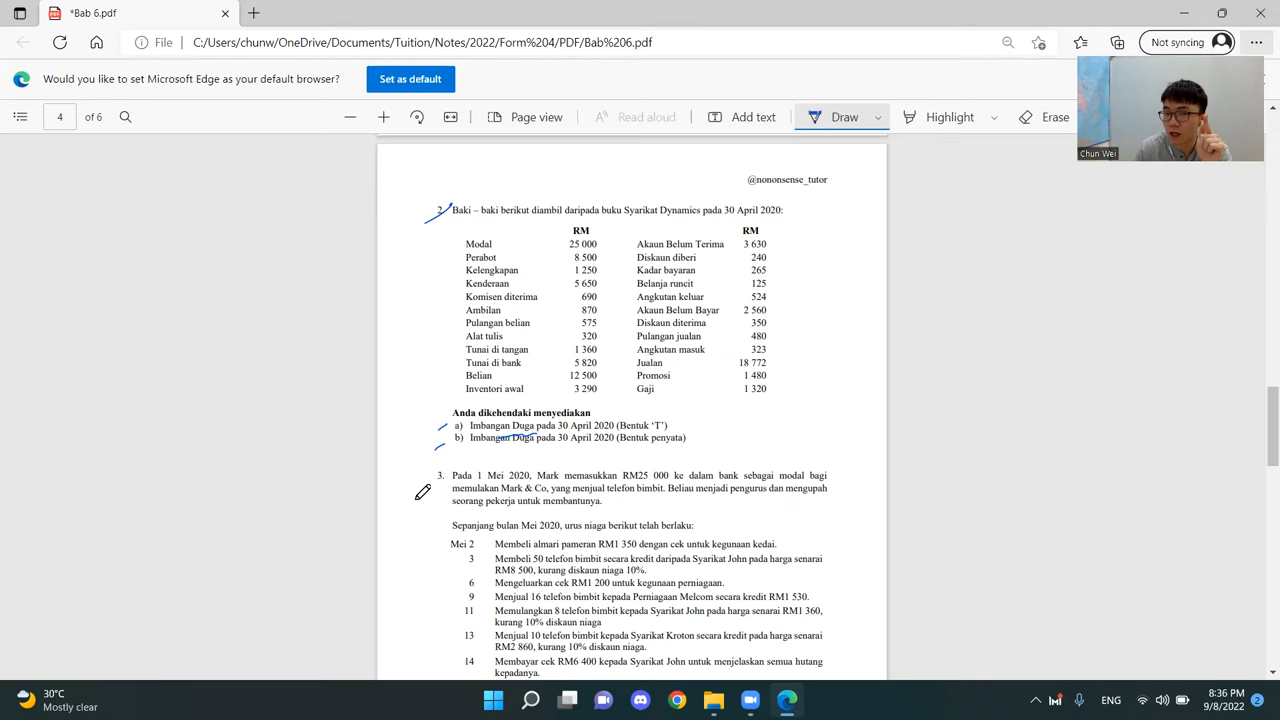 *Bab 6.pdf
File C:/Users/chunw/OneDrive/Documents/Tuition/Notes/2022/Form%204/PDF/Bab%206.pdf
Not syncing
Would you like to set Microsoft Edge as your default browser?
Set as default
4 of 6
Page view
Read aloud
Add text
Draw
Highlight
Erase
Chun Wei
@nononsense_tutor
2. Baki – baki berikut diambil daripada buku Syarikat Dynamics pada 30 April 2020:
RM RM
Modal 25 000 Akaun Belum Terima 3 630
Perabot 8 500 Diskaun diberi 240
Kelengkapan 1 250 Kadar bayaran 265
Kenderaan 5 650 Belanja runcit 125
Komisen diterima 690 Angkutan keluar 524
Ambilan 870 Akaun Belum Bayar 2 560
Pulangan belian 575 Diskaun diterima 350
Alat tulis 320 Pulangan jualan 480
Tunai di tangan 1 360 Angkutan masuk 323
Tunai di bank 5 820 Jualan 18 772
Belian 12 500 Promosi 1 480
Inventori awal 3 290 Gaji 1 320
Anda dikehendaki menyediakan
a) Imbangan Duga pada 30 April 2020 (Bentuk ‘T’)
b) Imbangan Duga pada 30 April 2020 (Bentuk penyata)
3. Pada 1 Mei 2020, Mark memasukkan RM25 000 ke dalam bank sebagai modal bagi
memulakan Mark & Co, yang menjual telefon bimbit. Beliau menjadi pengurus dan mengupah
seorang pekerja untuk membantunya.
Sepanjang bulan Mei 2020, urus niaga berikut telah berlaku:
Mei 2 Membeli almari pameran RM1 350 dengan cek untuk kegunaan kedai.
3 Membeli 50 telefon bimbit secara kredit daripada Syarikat John pada harga senarai
RM8 500, kurang diskaun niaga 10%.
6 Mengeluarkan cek RM1 200 untuk kegunaan perniagaan.
9 Menjual 16 telefon bimbit kepada Perniagaan Melcom secara kredit RM1 530.
11 Memulangkan 8 telefon bimbit kepada Syarikat John pada harga senarai RM1 360,
kurang 10% diskaun niaga
13 Menjual 10 telefon bimbit kepada Syarikat Kroton secara kredit pada harga senarai
RM2 860, kurang 10% diskaun niaga.
14 Membayar cek RM6 400 kepada Syarikat John untuk menjelaskan semua hutang
kepadanya.
30°C
Mostly clear
ENG
8:36 PM
9/8/2022
2